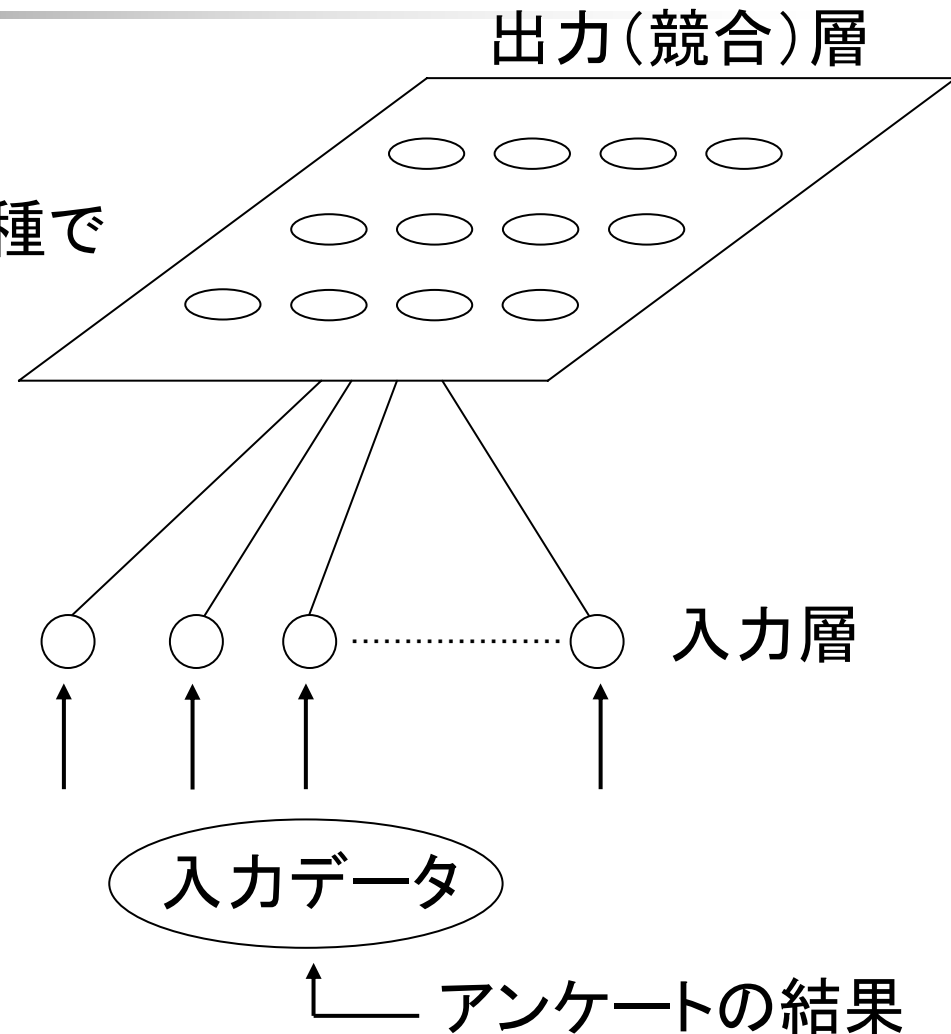 出力(競合)層
種で
入力層
入力データ
アンケートの結果